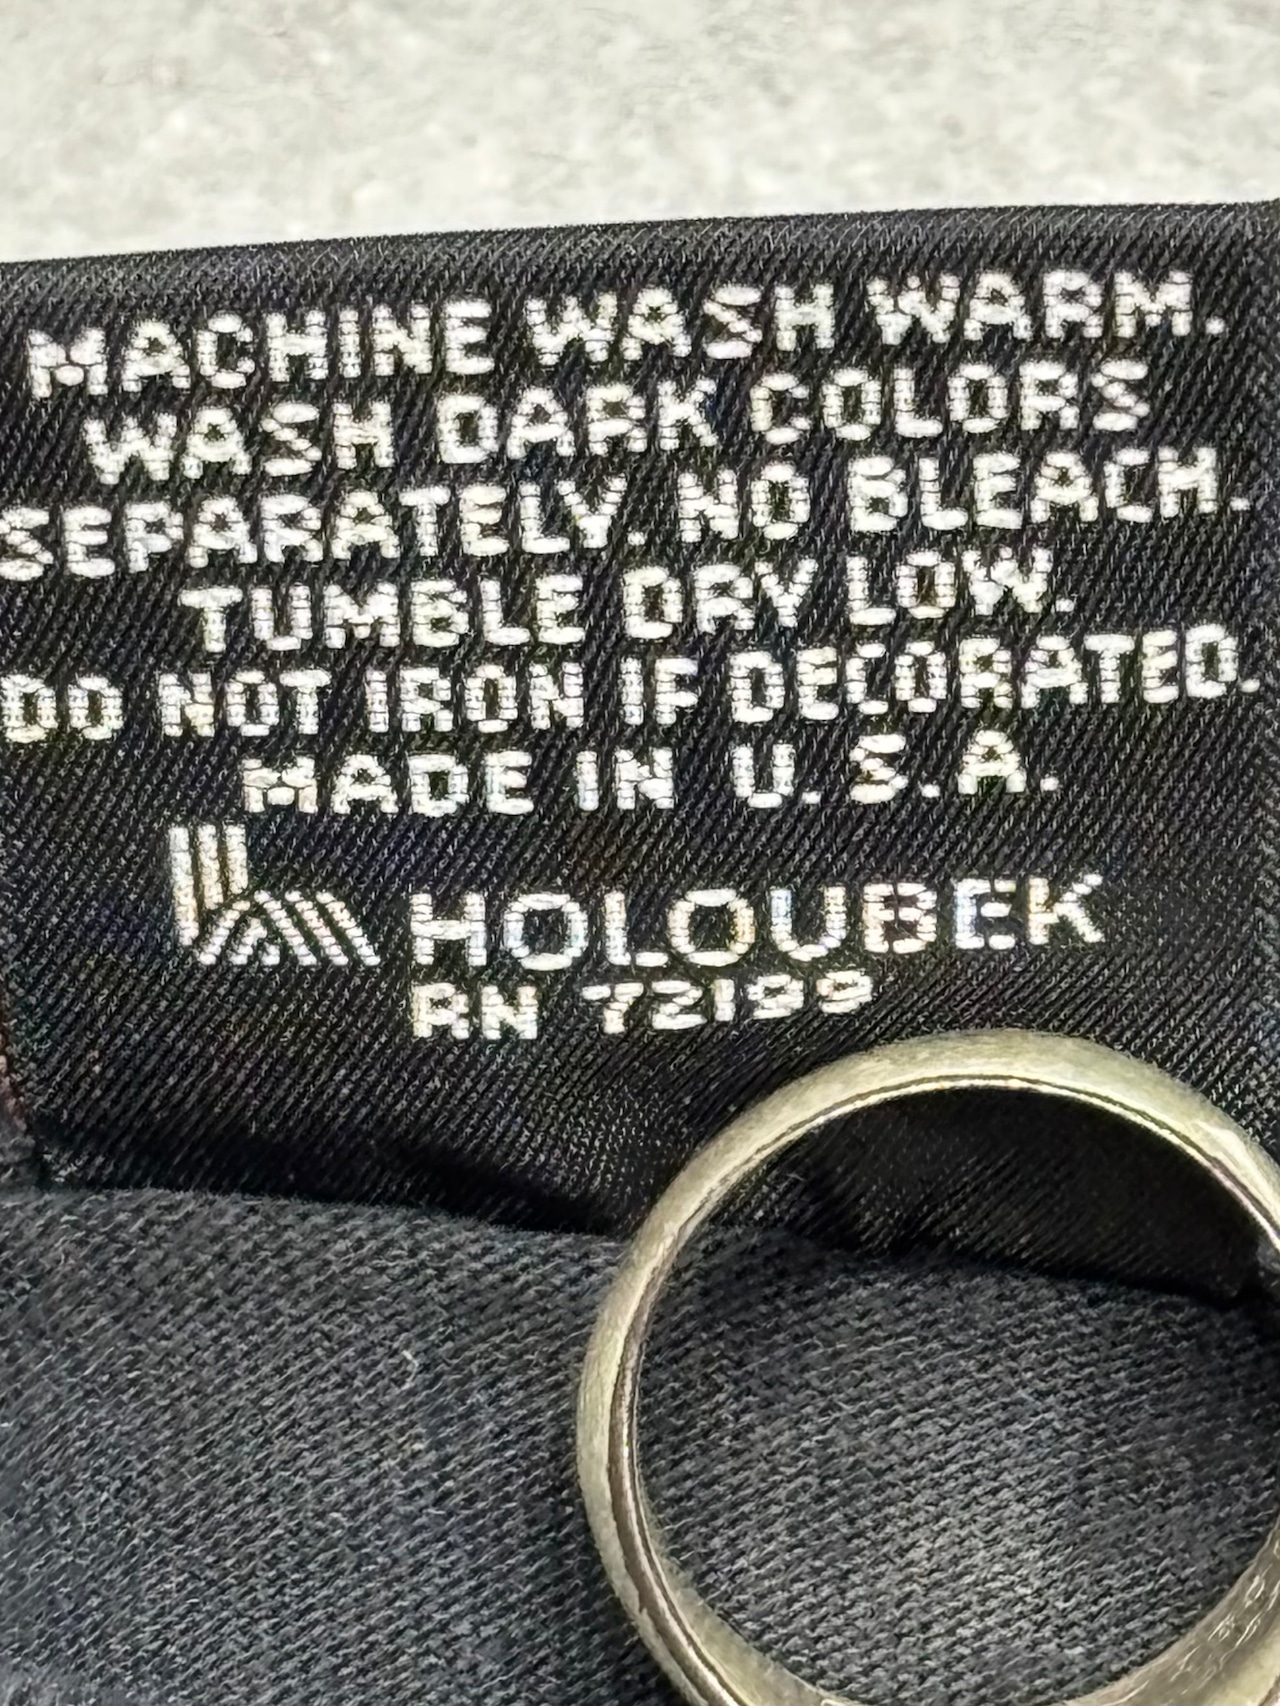 MACHINE WASH WARM.
WASH DARK COLORS
SEPARATELY. NO BLEACH.
TUMBLE DRY LOW.
DO NOT IRON IF DECORATED.
MADE IN U.S.A.
HOLOUBEK
RN 72199